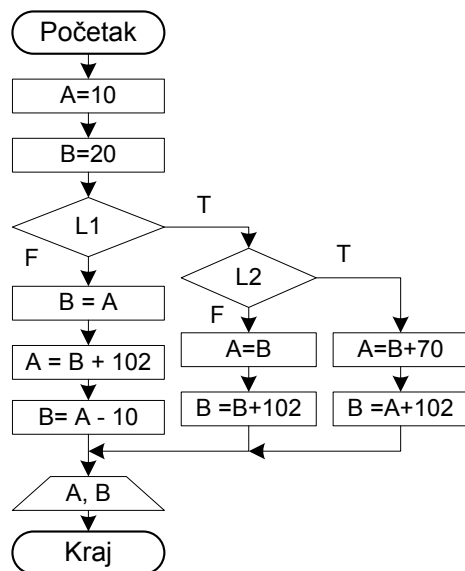 Početak
A=10
B=20
L1
T
F
L2
T
F
B = A
A = B + 102
B= A - 10
A=B
B =B+102
A=B+70
B =A+102
A, B
Kraj